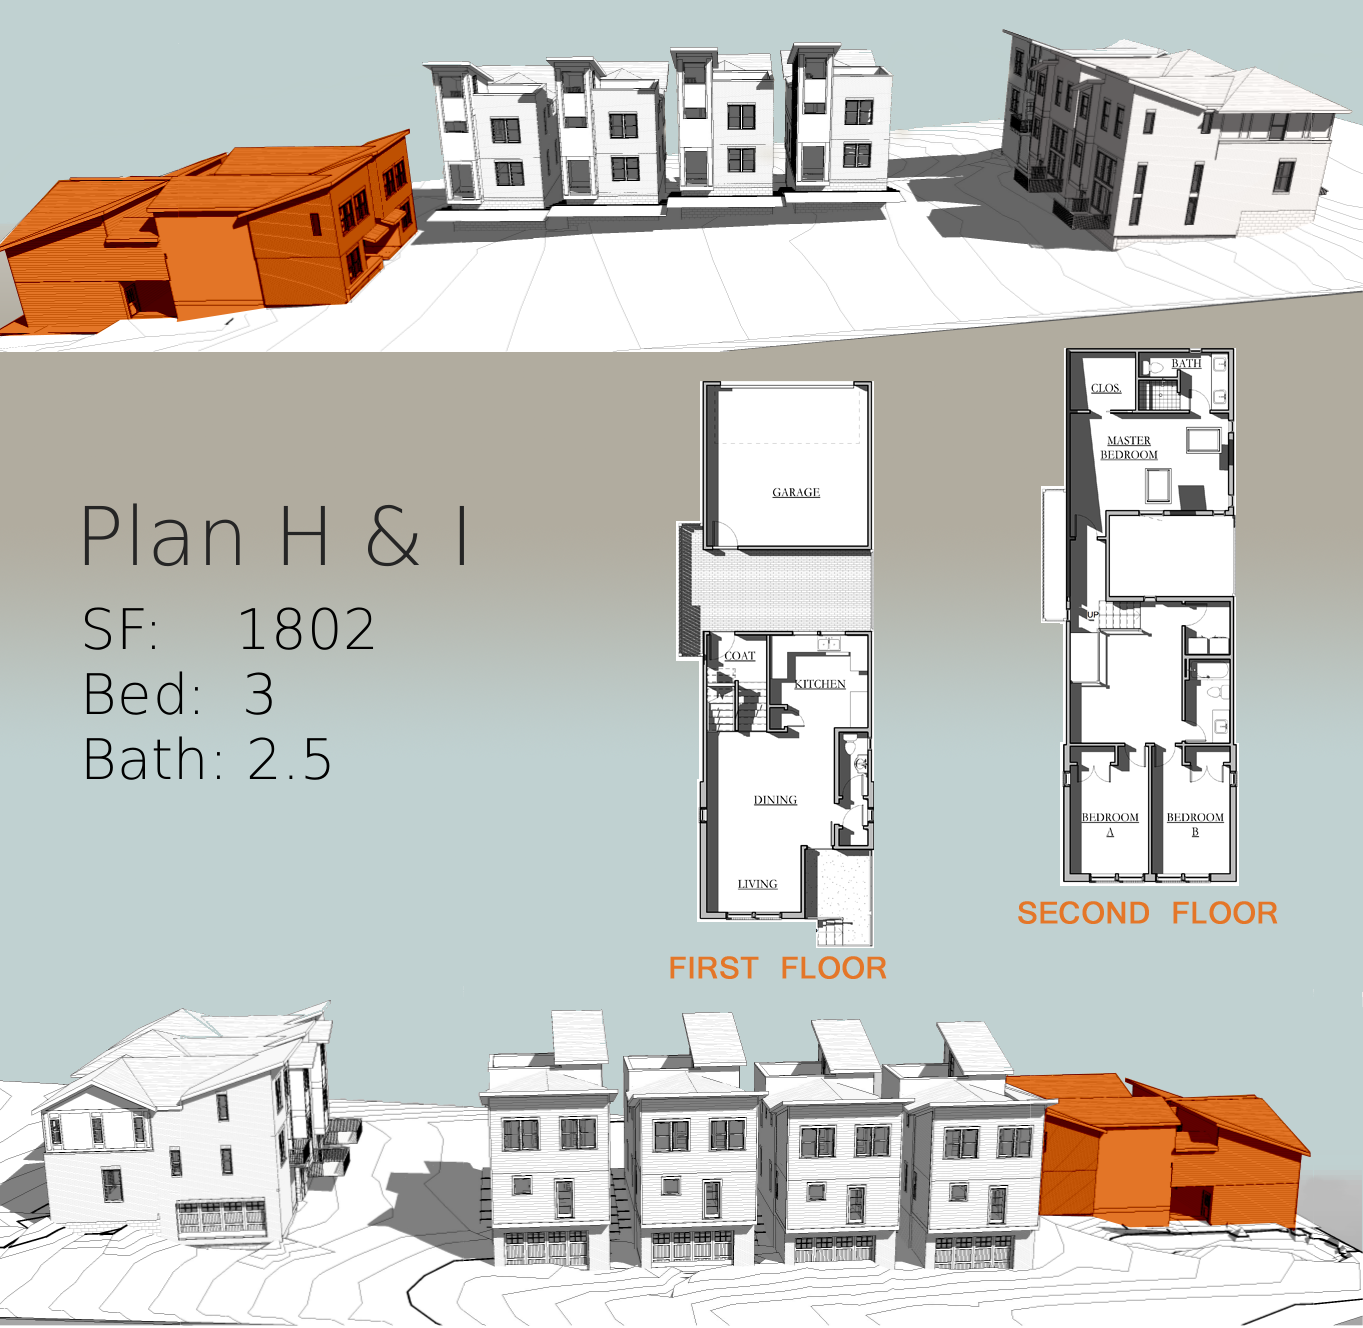 Plan H & I
SF: 1802
Bed: 3
Bath: 2.5
GARAGE
COAT
KITCHEN
DINING
LIVING
FIRST FLOOR
BATH
CLOS.
MASTER
BEDROOM
UP
BEDROOM
A
BEDROOM
B
SECOND FLOOR